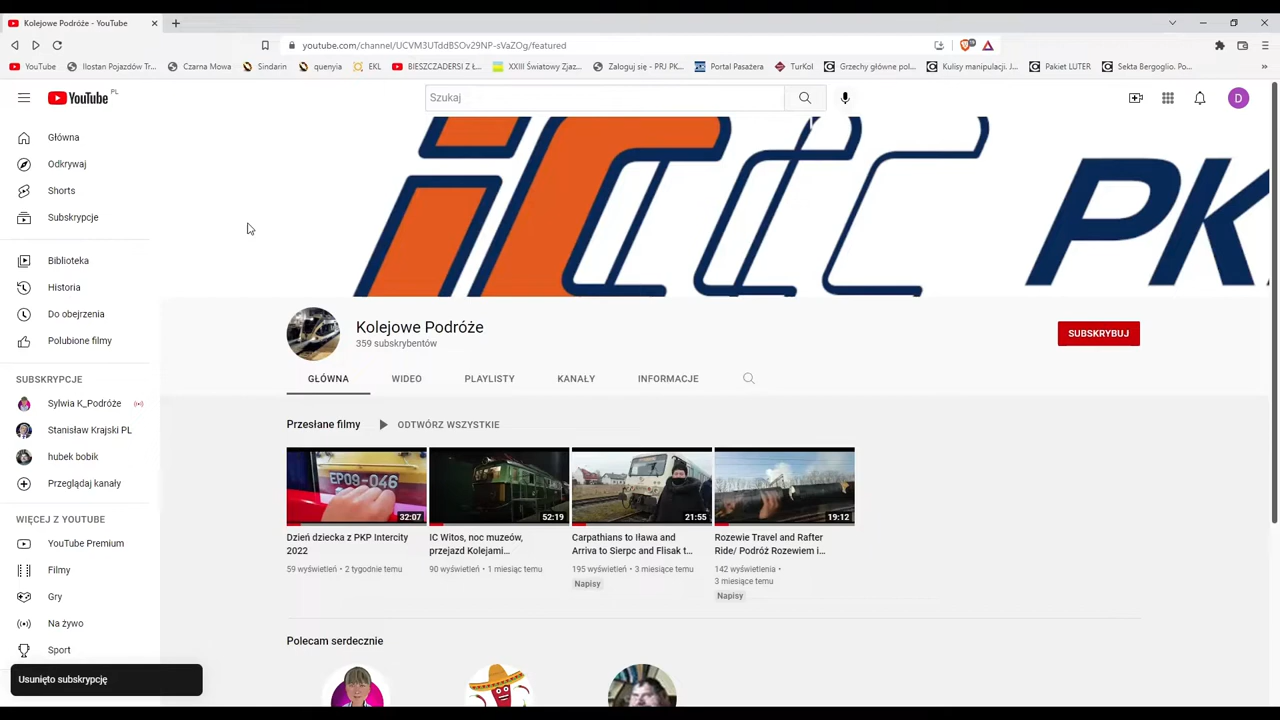 Kolejowe Podróże - YouTube
youtube.com/channel/UCVM3UTddBSOv29NP-sVaZOg/featured
YouTube
Ilostan Pojazdów Tr...
Czarna Mowa
Sindarin
quenyia
EKL
BIESZCZADERSI Z Ł...
XXIII Światowy Zjaz...
Zaloguj się - PRJ PK...
Portal Pasażera
TurKol
Grzechy główne pol...
Kulisy manipulacji. J...
Pakiet LUTER
Sekta Bergoglio. Po...
YouTube PL
Szukaj
D
Główna
Odkrywaj
Shorts
Subskrypcje
Biblioteka
Historia
Do obejrzenia
Polubione filmy
SUBSKRYPCJE
Sylwia K_Podróże
Stanisław Krajski PL
hubek bobik
Przeglądaj kanały
WIĘCEJ Z YOUTUBE
YouTube Premium
Filmy
Gry
Na żywo
Sport
Usunięto subskrypcję
iCCC PK
Kolejowe Podróże
359 subskrybentów
SUBSKRYBUJ
GŁÓWNA
WIDEO
PLAYLISTY
KANAŁY
INFORMACJE
Przesłane filmy
ODTWÓRZ WSZYSTKIE
EP09-046
32:07
Dzień dziecka z PKP Intercity
2022
59 wyświetleń • 2 tygodnie temu
52:19
IC Witos, noc muzeów,
przejazd Kolejami...
90 wyświetleń • 1 miesiąc temu
21:55
Carpathians to Iława and
Arriva to Sierpc and Flisak t...
195 wyświetleń • 3 miesiące temu
Napisy
19:12
Rozewie Travel and Rafter
Ride/ Podróż Rozewiem i...
142 wyświetlenia •
3 miesiące temu
Napisy
Polecam serdecznie